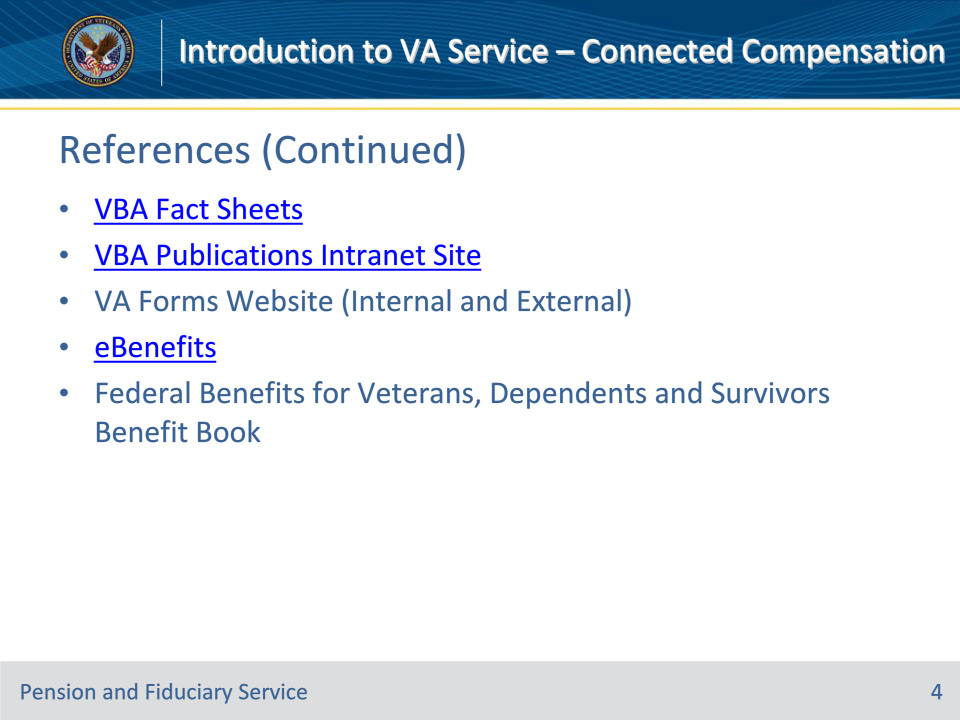 Introduction to VA Service – Connected Compensation
References (Continued)
• VBA Fact Sheets
• VBA Publications Intranet Site
• VA Forms Website (Internal and External)
• eBenefits
• Federal Benefits for Veterans, Dependents and Survivors
Benefit Book
Pension and Fiduciary Service
4